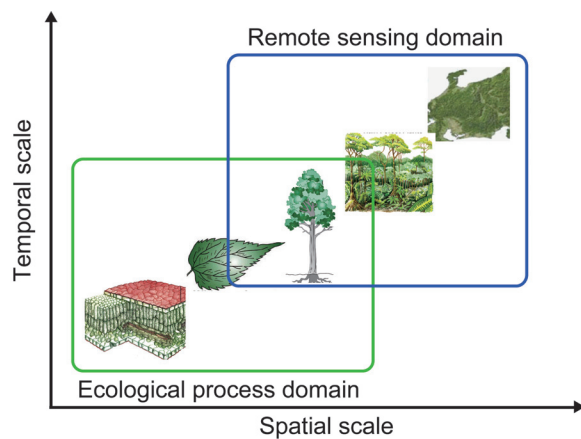 Remote sensing domain
Temporal scale
Ecological process domain
Spatial scale